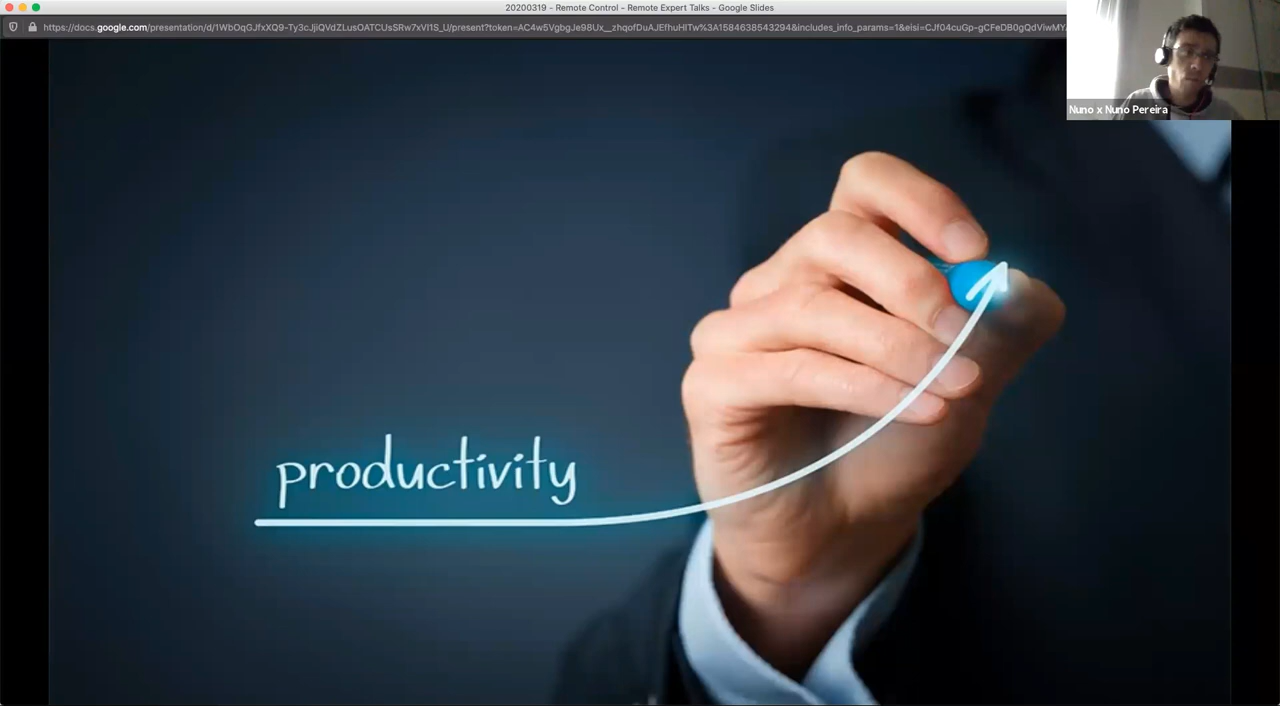 20200319 - Remote Control - Remote Expert Talks - Google Slides
Nuno x Nuno Pereira
productivity